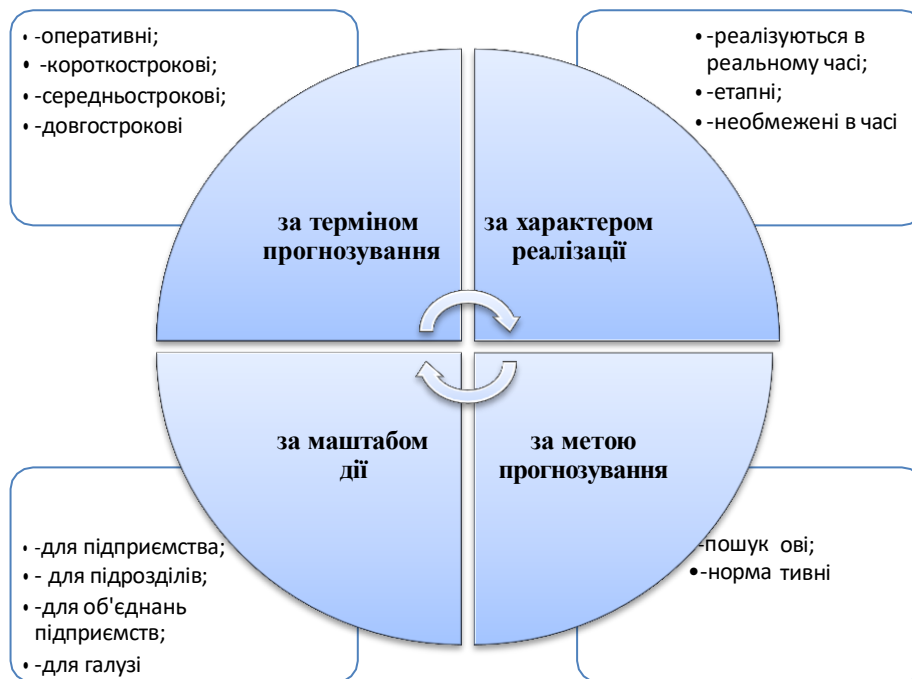 • -оперативні;
• -короткострокові;
• -середньострокові;
• -довгострокові
• -реалізуються в
реальному часі;
• -етапні;
• -необмежені в часі
за терміном
прогнозування
за характером
реалізації
за маштабом
дії
за метою
прогнозування
• -для підприємства;
• - для підрозділів;
• -для об'єднань
підприємств;
• -для галузі
-пошук ові;
• -норма тивні